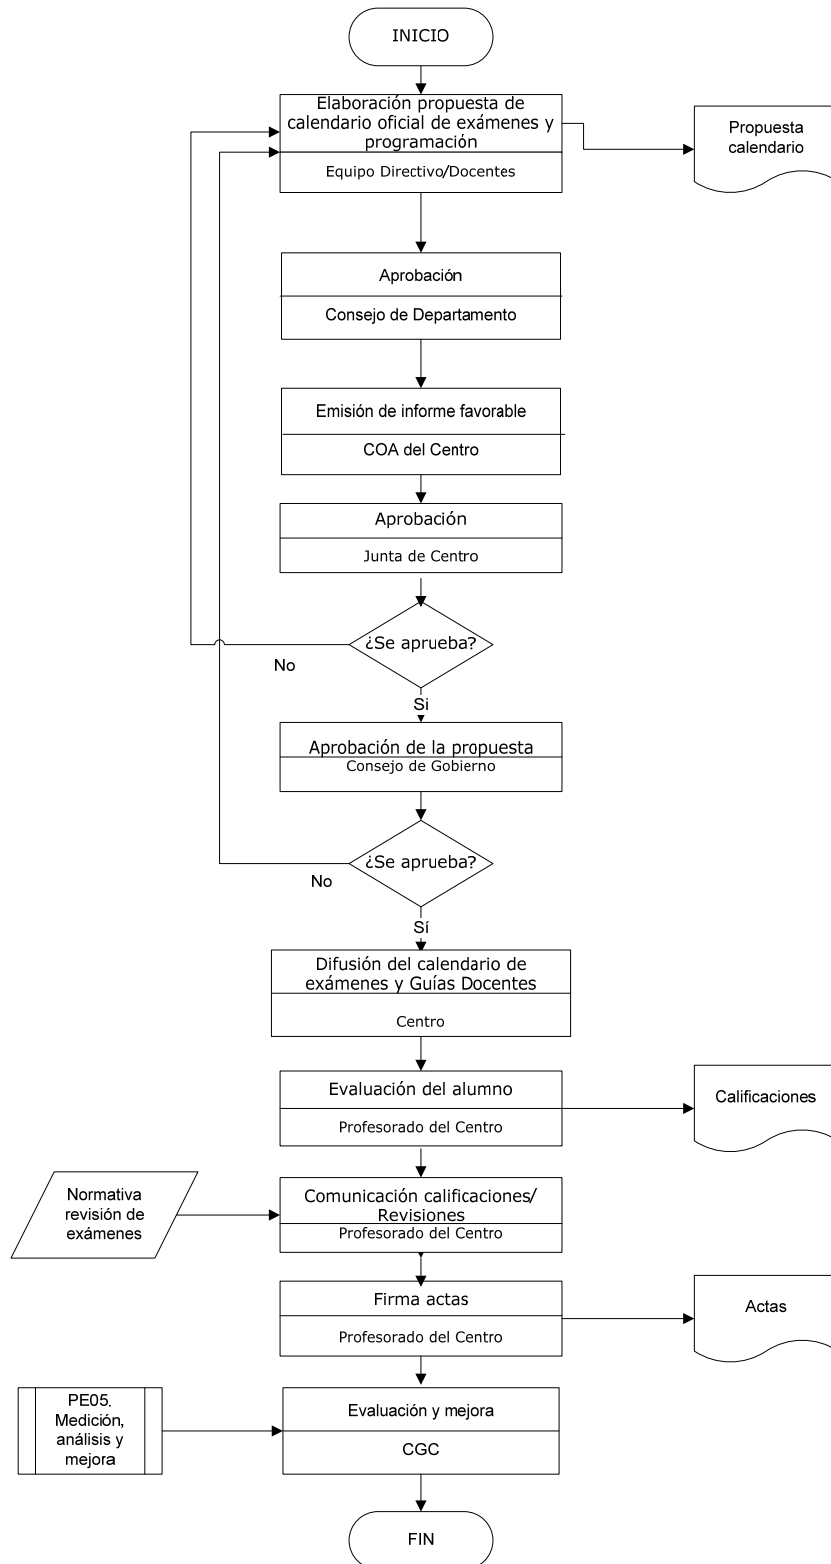 INICIO
Elaboración propuesta de
calendario oficial de exámenes y
programación
Equipo Directivo/Docentes
Propuesta
calendario
Aprobación
Consejo de Departamento
Emisión de informe favorable
COA del Centro
Aprobación
Junta de Centro
¿Se aprueba?
No
Si
Aprobación de la propuesta
Consejo de Gobierno
¿Se aprueba?
No
Sí
Difusión del calendario de
exámenes y Guías Docentes
Centro
Evaluación del alumno
Profesorado del Centro
Calificaciones
Normativa
revisión de
exámenes
Comunicación calificaciones/
Revisiones
Profesorado del Centro
Firma actas
Profesorado del Centro
Actas
PE05.
Medición,
análisis y
mejora
Evaluación y mejora
CGC
FIN